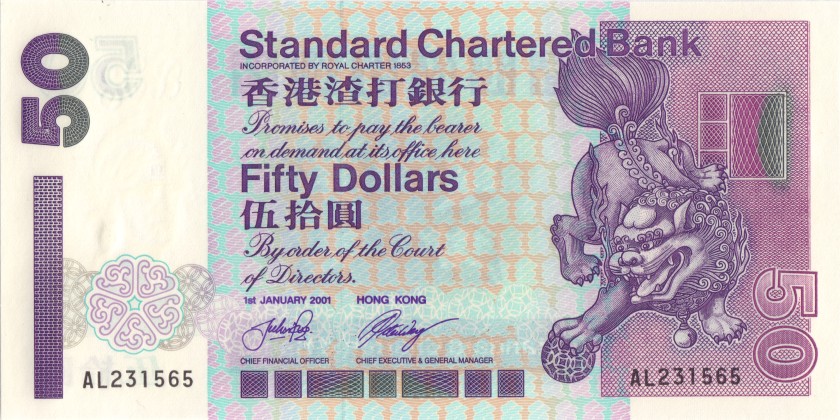 50
Standard Chartered Bank
INCORPORATED BY ROYAL CHARTER 1853
香港渣打銀行
Promises to pay the bearer
on demand at its office here
Fifty Dollars
伍拾圓
By order of the Court
of Directors.
1ST JANUARY 2001 HONG KONG
CHIEF FINANCIAL OFFICER CHIEF EXECUTIVE & GENERAL MANAGER
AL231565 AL231565
50